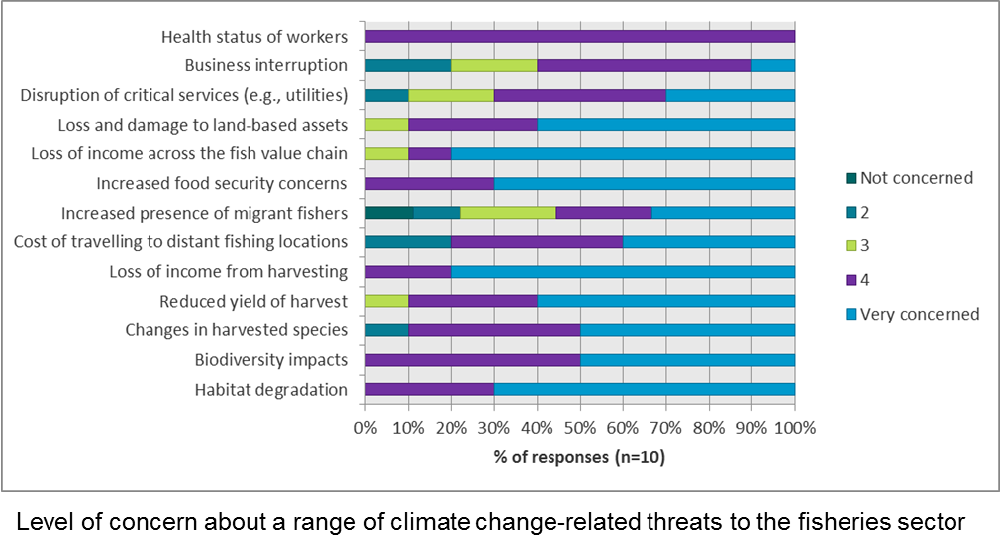 Health status of workers
Business interruption
Disruption of critical services (e.g., utilities)
Loss and damage to land-based assets
Loss of income across the fish value chain
Increased food security concerns
Increased presence of migrant fishers
Cost of travelling to distant fishing locations
Loss of income from harvesting
Reduced yield of harvest
Changes in harvested species
Biodiversity impacts
Habitat degradation
0% 10% 20% 30% 40% 50% 60% 70% 80% 90% 100%
% of responses (n=10)
Not concerned
2
3
4
Very concerned
Level of concern about a range of climate change-related threats to the fisheries sector